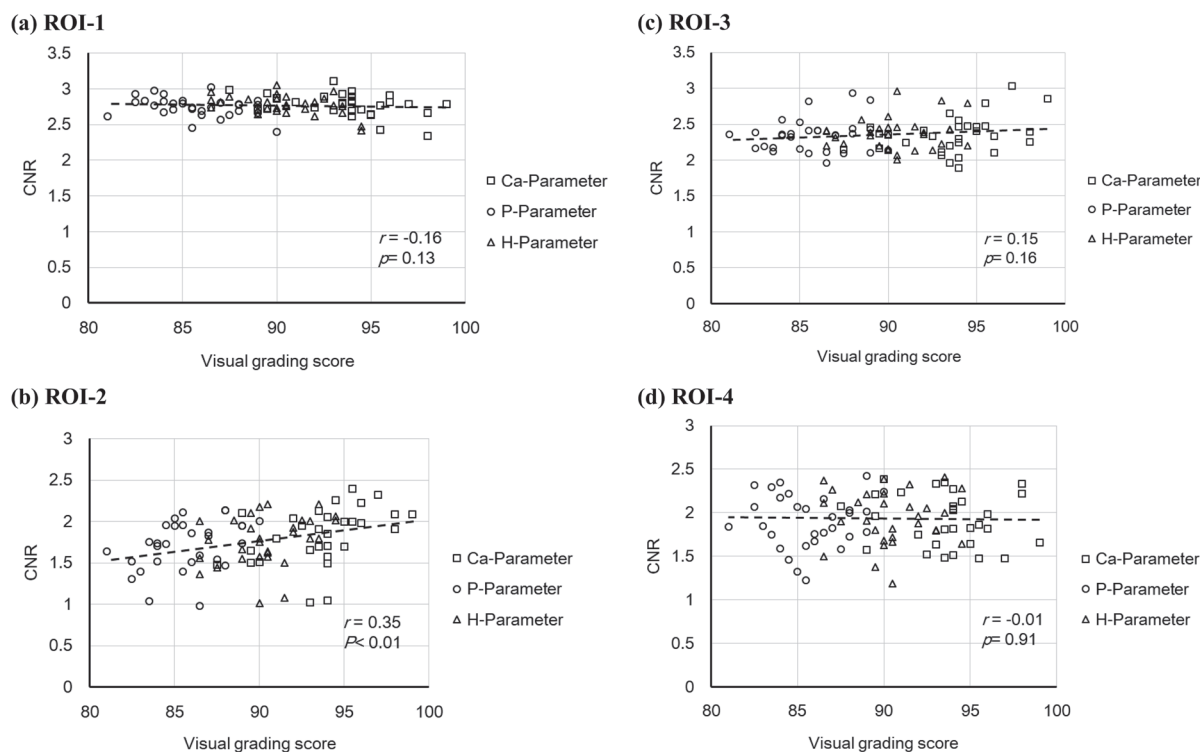 (a) ROI-1
3.5
3
2.5
2
1.5
1
0.5
0
CNR
80 85 90 95 100
Visual grading score
Ca-Parameter
P-Parameter
H-Parameter
r = -0.16
p= 0.13
(c) ROI-3
3.5
3
2.5
2
1.5
1
0.5
0
CNR
80 85 90 95 100
Visual grading score
Ca-Parameter
P-Parameter
H-Parameter
r = 0.15
p= 0.16
(b) ROI-2
3
2.5
2
1.5
1
0.5
0
CNR
80 85 90 95 100
Visual grading score
Ca-Parameter
P-Parameter
H-Parameter
r = 0.35
P< 0.01
(d) ROI-4
3
2.5
2
1.5
1
0.5
0
CNR
80 85 90 95 100
Visual grading score
Ca-Parameter
P-Parameter
H-Parameter
r = -0.01
p= 0.91